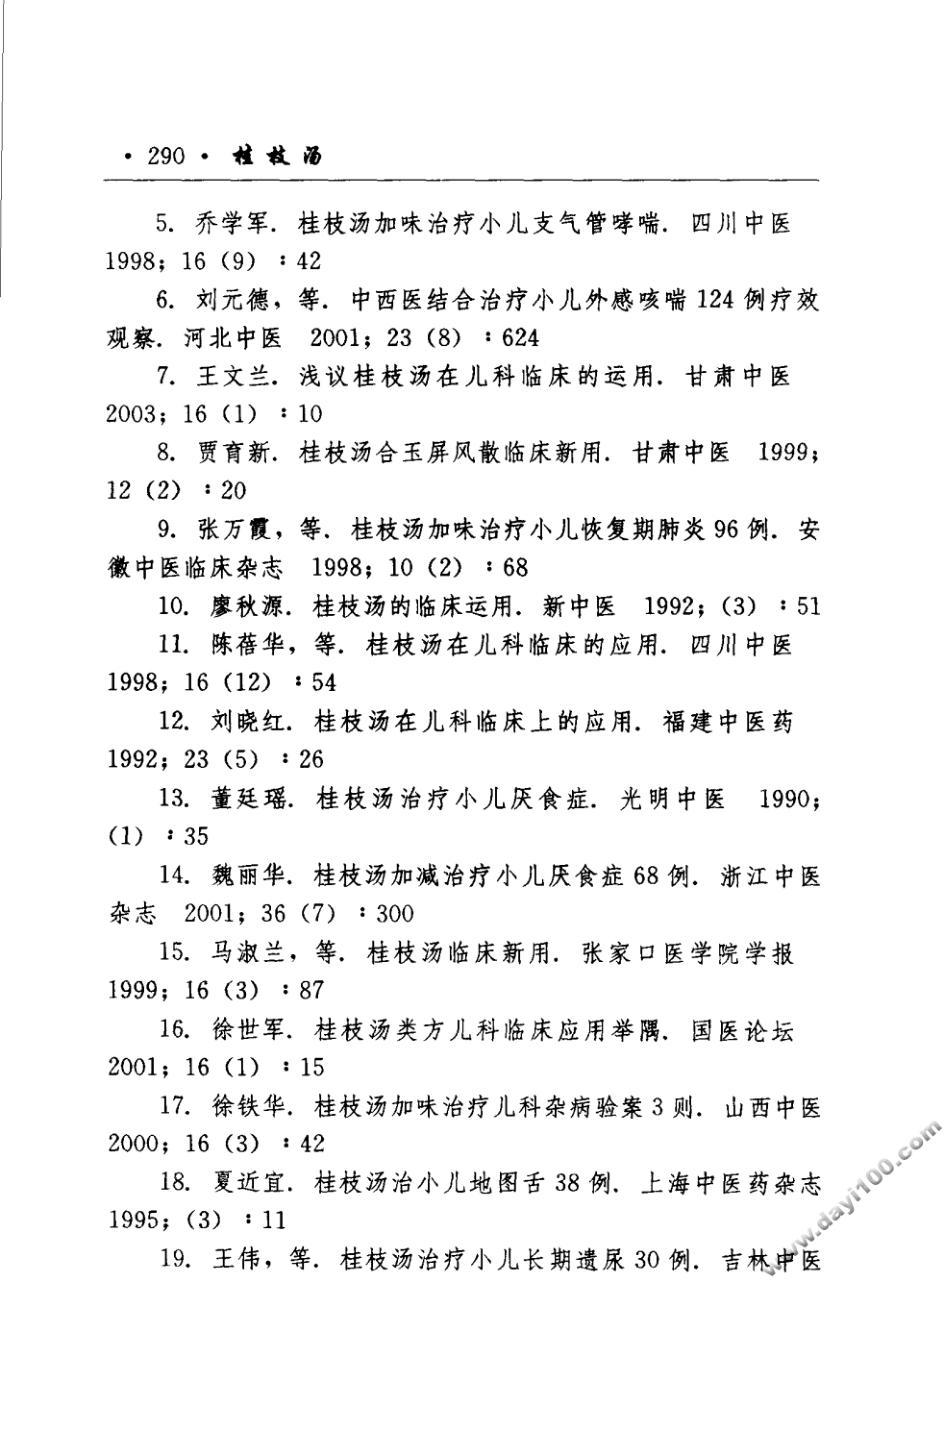 · 290 · 桂枝汤
5. 乔学军. 桂枝汤加味治疗小儿支气管哮喘. 四川中医
1998; 16 (9) : 42
6. 刘元德, 等. 中西医结合治疗小儿外感咳喘 124 例疗效
观察. 河北中医 2001; 23 (8) : 624
7. 王文兰. 浅议桂枝汤在儿科临床的运用. 甘肃中医
2003; 16 (1) : 10
8. 贾育新. 桂枝汤合玉屏风散临床新用. 甘肃中医 1999;
12 (2) : 20
9. 张万霞, 等. 桂枝汤加味治疗小儿恢复期肺炎 96 例. 安
徽中医临床杂志 1998; 10 (2) : 68
10. 廖秋源. 桂枝汤的临床运用. 新中医 1992; (3) : 51
11. 陈蓓华, 等. 桂枝汤在儿科临床的应用. 四川中医
1998; 16 (12) : 54
12. 刘晓红. 桂枝汤在儿科临床上的应用. 福建中医药
1992; 23 (5) : 26
13. 董廷瑶. 桂枝汤治疗小儿厌食症. 光明中医 1990;
(1) : 35
14. 魏丽华. 桂枝汤加减治疗小儿厌食症 68 例. 浙江中医
杂志 2001; 36 (7) : 300
15. 马淑兰, 等. 桂枝汤临床新用. 张家口医学院学报
1999; 16 (3) : 87
16. 徐世军. 桂枝汤类方儿科临床应用举隅. 国医论坛
2001; 16 (1) : 15
17. 徐铁华. 桂枝汤加味治疗儿科杂病验案 3 则. 山西中医
2000; 16 (3) : 42
18. 夏近宜. 桂枝汤治小儿地图舌 38 例. 上海中医药杂志
1995; (3) : 11
19. 王伟, 等. 桂枝汤治疗小儿长期遗尿 30 例. 吉林中医
www.dayi100.com